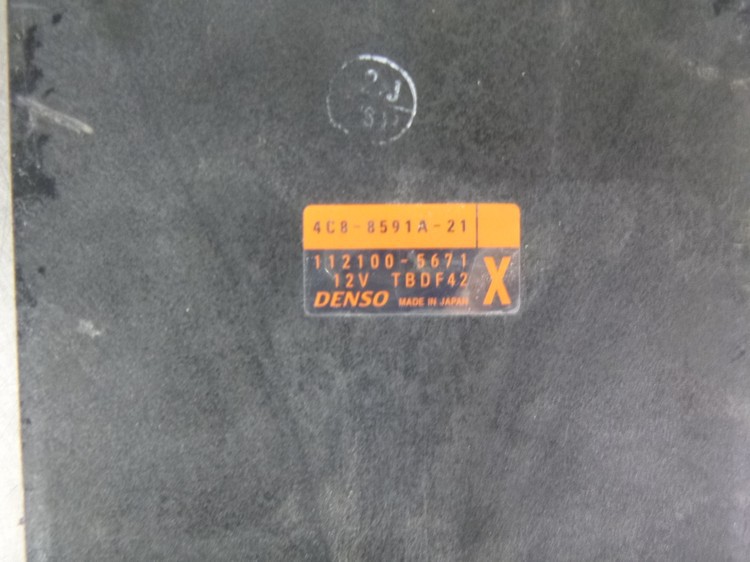 4C8-8591A-21
112100-5671
12V TBDF42 X
DENSO MADE IN JAPAN